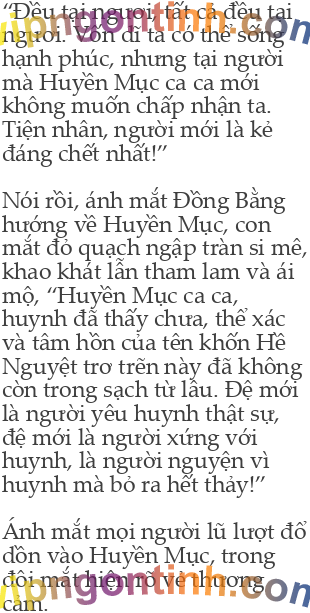 “Đều tại ngươi, tất cả đều tại
ngươi. Vốn dĩ ta có thể sống
hạnh phúc, nhưng tại người
mà Huyền Mục ca ca mới
không muốn chấp nhận ta.
Tiện nhân, người mới là kẻ
đáng chết nhất!”
Nói rồi, ánh mắt Đồng Bằng
hướng về Huyền Mục, con
mắt đỏ quạch ngập tràn si mê,
khao khát lẫn tham lam và ái
mộ, “Huyền Mục ca ca,
huynh đã thấy chưa, thể xác
và tâm hồn của tên khốn Hề
Nguyệt trơ trẽn này đã không
còn trong sạch từ lâu. Đệ mới
là người yêu huynh thật sự,
đệ mới là người xứng với
huynh, là người nguyện vì
huynh mà bỏ ra hết thảy!”
Ánh mắt mọi người lũ lượt đổ
dồn vào Huyền Mục, trong
đôi mắt hiện rõ vẻ thương
cảm.
vipngontinh.com
vipngontinh.com